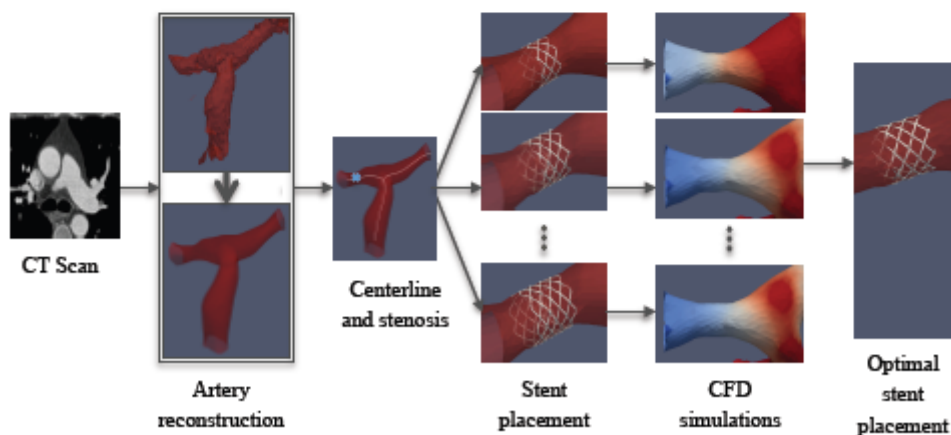 CT Scan
Artery
reconstruction
Centerline
and stenosis
Stent
placement
CFD
simulations
Optimal
stent
placement